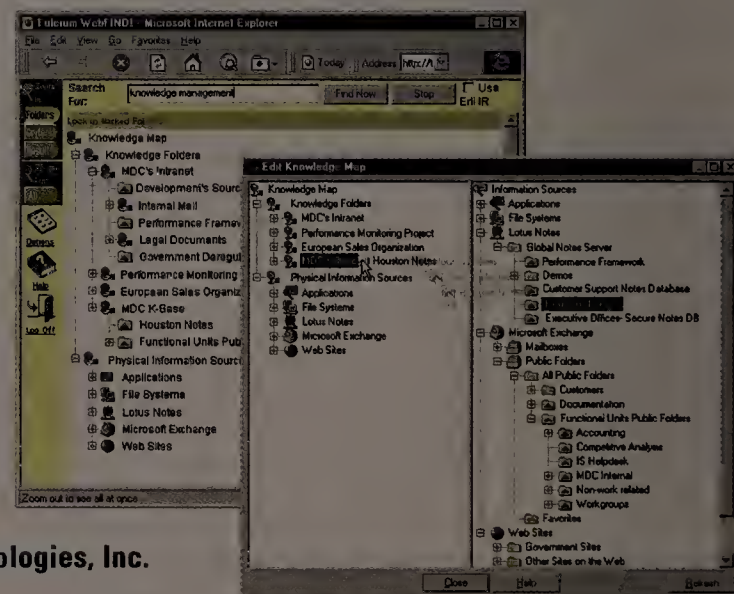 Fulcrum WebFIND! - Microsoft Internet Explorer
File Edit View Go Favorites Help
Today Address http://
Search For: knowledge management Find Now Stop Use Erli IR
Folders
Knowledge Map
Knowledge Folders
MDC's Intranet
Development's Sourc
Internal Mail
Performance Framew
Legal Documents
Government Deregul
Performance Monitoring
European Sales Organiz
MDC K-Base
Houston Notes
Functional Units Pub
Physical Information Sourc
Applications
File Systems
Lotus Notes
Microsoft Exchange
Web Sites
Options
Help
Log Off
Zoom out to see all at once
Edit Knowledge Map
Knowledge Map
Knowledge Folders
MDC's Intranet
Performance Monitoring Project
European Sales Organization
Houston Notes
Physical Information Sources
Applications
File Systems
Lotus Notes
Microsoft Exchange
Web Sites
Information Sources
Applications
File Systems
Lotus Notes
Global Notes Server
Performance Framework
Demos
Customer Support Notes Database
Executive Offices- Secure Notes DB
Microsoft Exchange
Mailboxes
Public Folders
All Public Folders
Customers
Documentation
Functional Units Public Folders
Accounting
Competitive Analysis
IS Helpdesk
MDC Internal
Non-work related
Workgroups
Favorites
Web Sites
Government Sites
Other Sites on the Web
Close Help Refresh
ologies, Inc.